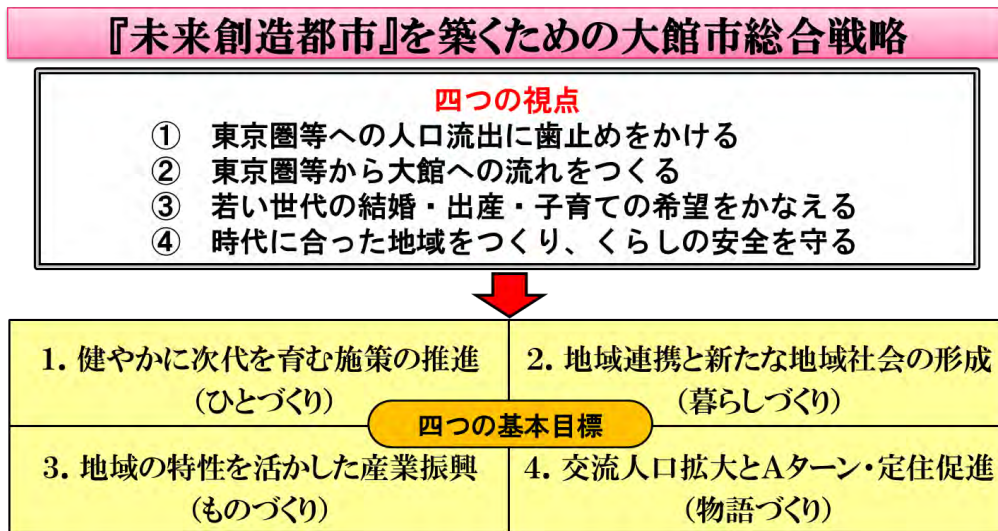 『未来創造都市』を築くための大館市総合戦略
四つの視点
① 東京圏等への人口流出に歯止めをかける
② 東京圏等から大館への流れをつくる
③ 若い世代の結婚・出産・子育ての希望をかなえる
④ 時代に合った地域をつくり、くらしの安全を守る
1. 健やかに次代を育む施策の推進
(ひとづくり)
2. 地域連携と新たな地域社会の形成
(暮らしづくり)
四つの基本目標
3. 地域の特性を活かした産業振興
(ものづくり)
4. 交流人口拡大とAターン・定住促進
(物語づくり)